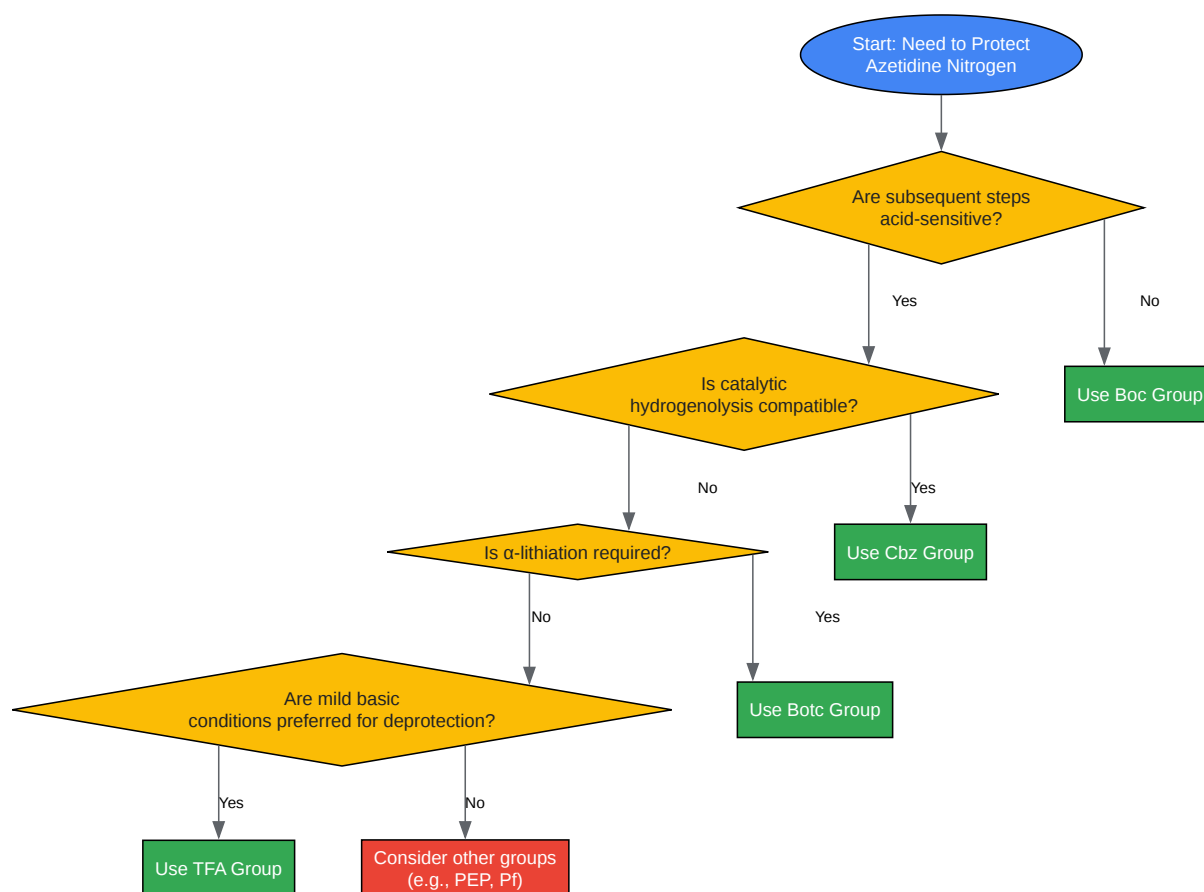 Start: Need to Protect
Azetidine Nitrogen
Are subsequent steps
acid-sensitive?
Yes
No
Is catalytic
hydrogenolysis compatible?
Use Boc Group
No
Yes
Is α-lithiation required?
Use Cbz Group
No
Yes
Are mild basic
conditions preferred for deprotection?
Use Botc Group
Yes
No
Use TFA Group
Consider other groups
(e.g., PEP, Pf)